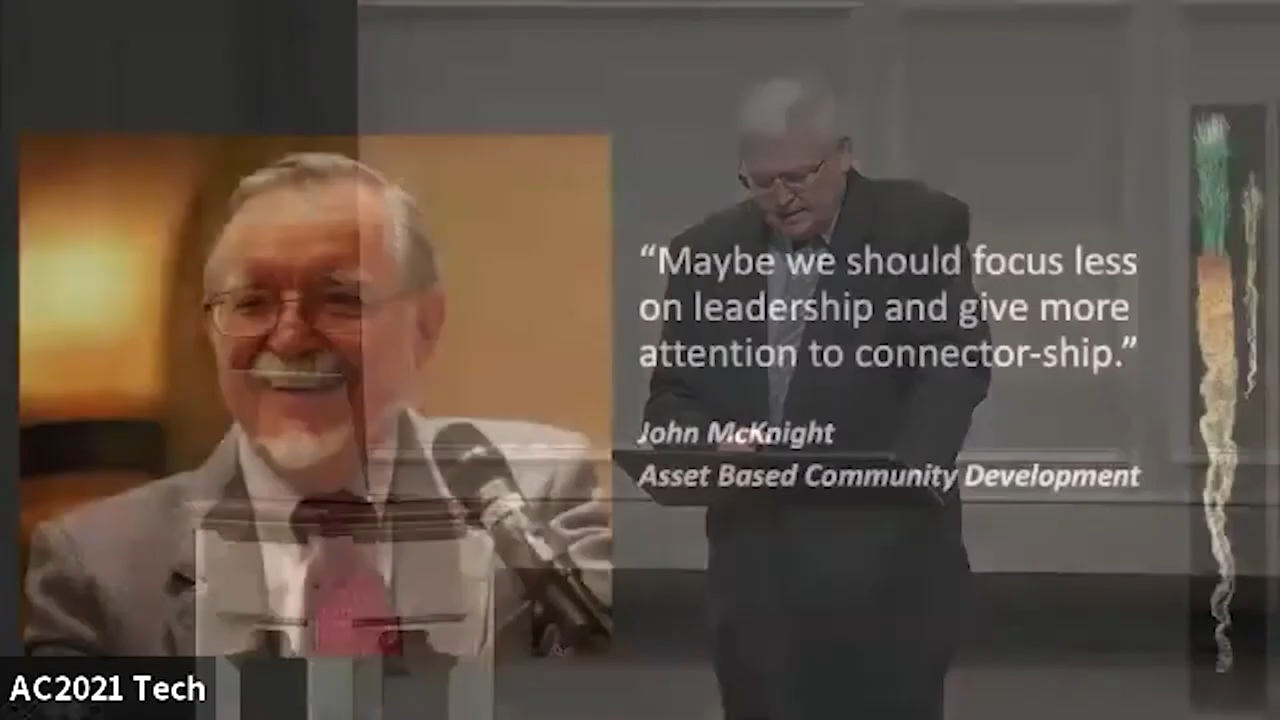 “Maybe we should focus less
on leadership and give more
attention to connector-ship.”
John McKnight
Asset Based Community Development
AC2021 Tech